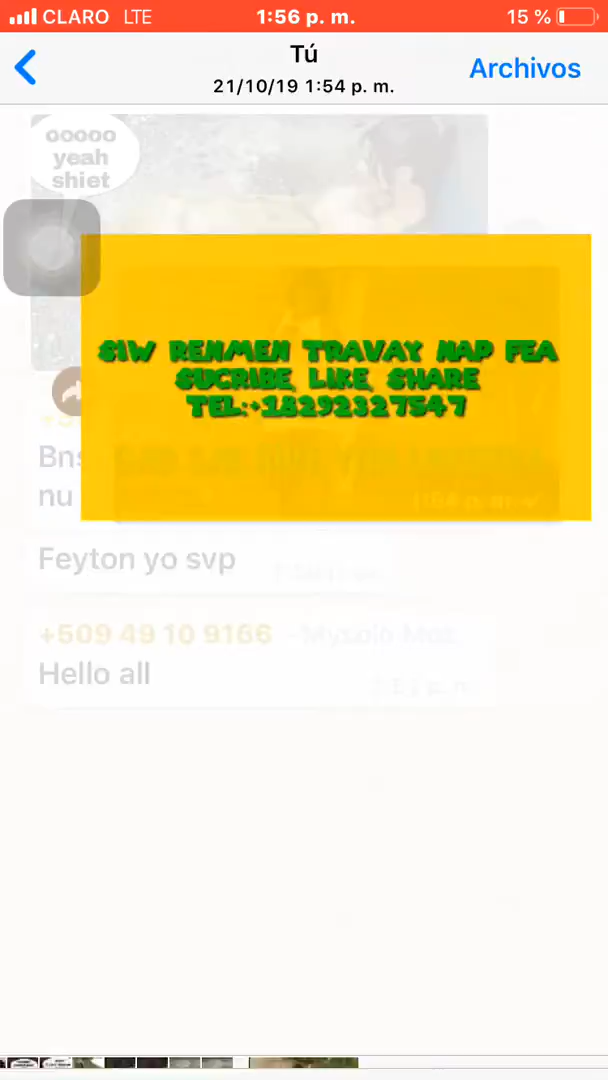 CLARO LTE 1:56 p. m. 15 %
Tú
21/10/19 1:54 p. m.
Archivos
ooooo
yeah
shiet
SIW RENMEN TRAVAY NAP FEA
SUCRIBE, LIKE, SHARE
TEL:+18292327547
Bns
nu
Feyton yo svp
+509 49 10 9166
Hello all